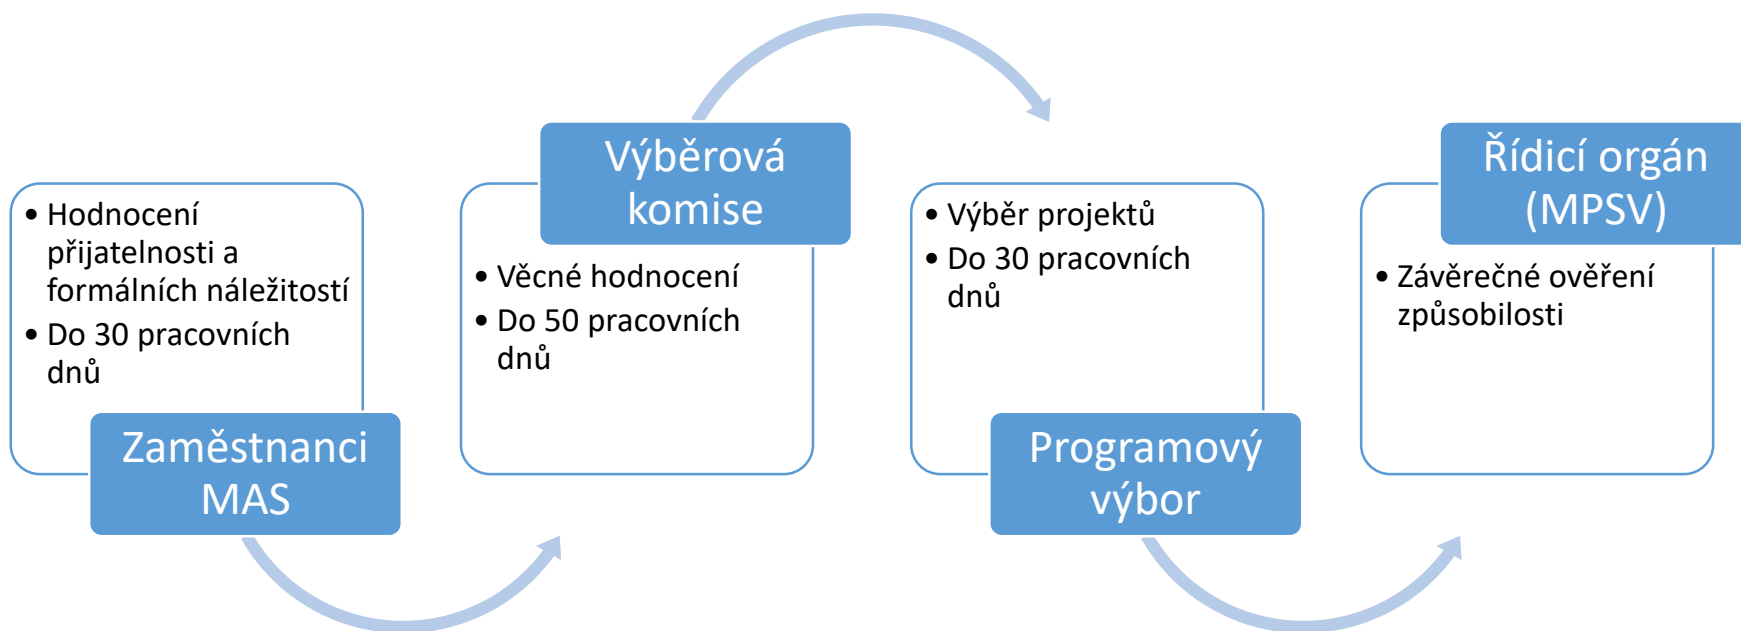 • Hodnocení
přijatelnosti a
formálních náležitostí
• Do 30 pracovních
dnů
Zaměstnanci
MAS
Výběrová
komise
• Věcné hodnocení
• Do 50 pracovních
dnů
• Výběr projektů
• Do 30 pracovních
dnů
Programový
výbor
Řídicí orgán
(MPSV)
• Závěrečné ověření
způsobilosti